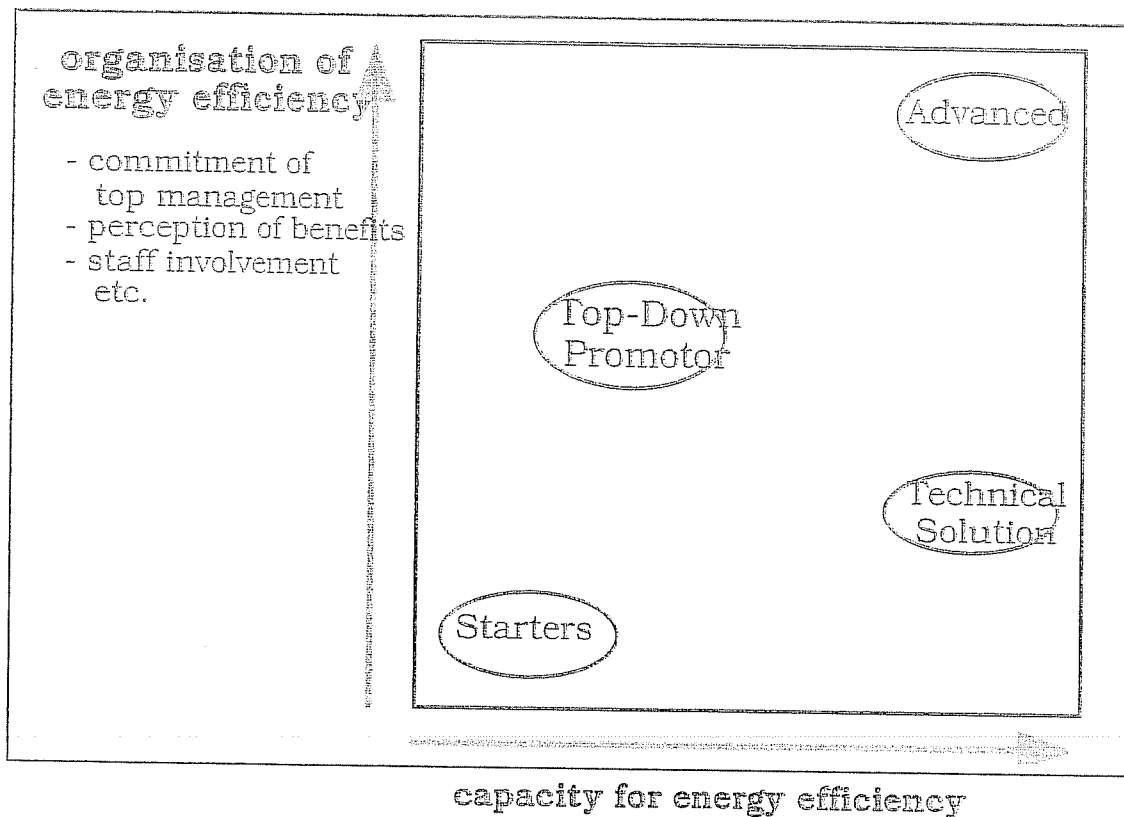 organisation of
energy efficiency
- commitment of
top management
- perception of benefits
- staff involvement
etc.
Advanced
Top-Down
Promotor
Technical
Solution
Starters
capacity for energy efficiency